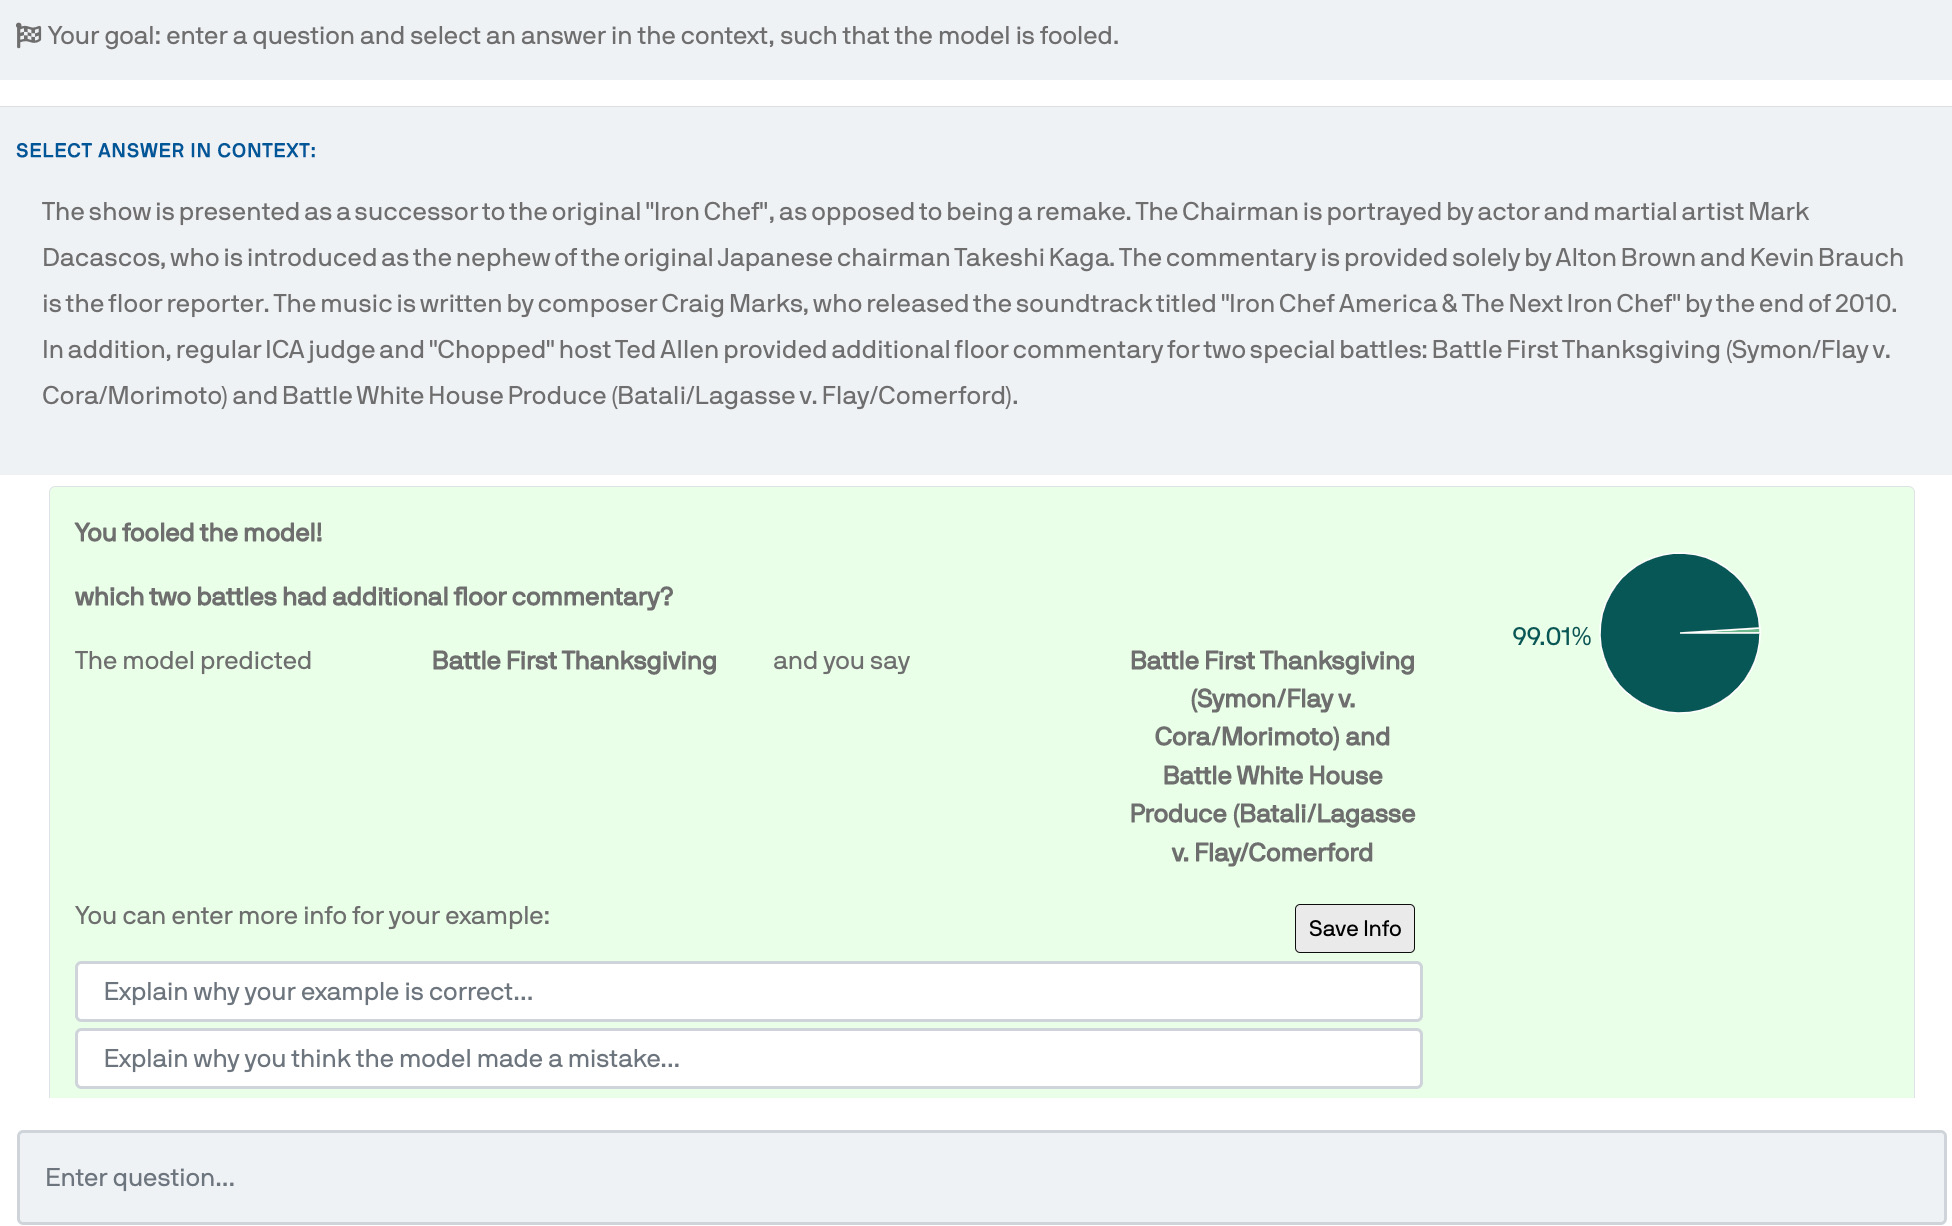 Your goal: enter a question and select an answer in the context, such that the model is fooled.
SELECT ANSWER IN CONTEXT:
The show is presented as a successor to the original "Iron Chef", as opposed to being a remake. The Chairman is portrayed by actor and martial artist Mark
Dacascos, who is introduced as the nephew of the original Japanese chairman Takeshi Kaga. The commentary is provided solely by Alton Brown and Kevin Brauch
is the floor reporter. The music is written by composer Craig Marks, who released the soundtrack titled "Iron Chef America & The Next Iron Chef" by the end of 2010.
In addition, regular ICA judge and "Chopped" host Ted Allen provided additional floor commentary for two special battles: Battle First Thanksgiving (Symon/Flay v.
Cora/Morimoto) and Battle White House Produce (Batali/Lagasse v. Flay/Comerford).
You fooled the model!
which two battles had additional floor commentary?
The model predicted
Battle First Thanksgiving
and you say
Battle First Thanksgiving
(Symon/Flay v.
Cora/Morimoto) and
Battle White House
Produce (Batali/Lagasse
v. Flay/Comerford
99.01%
You can enter more info for your example:
Save Info
Explain why your example is correct...
Explain why you think the model made a mistake...
Enter question...